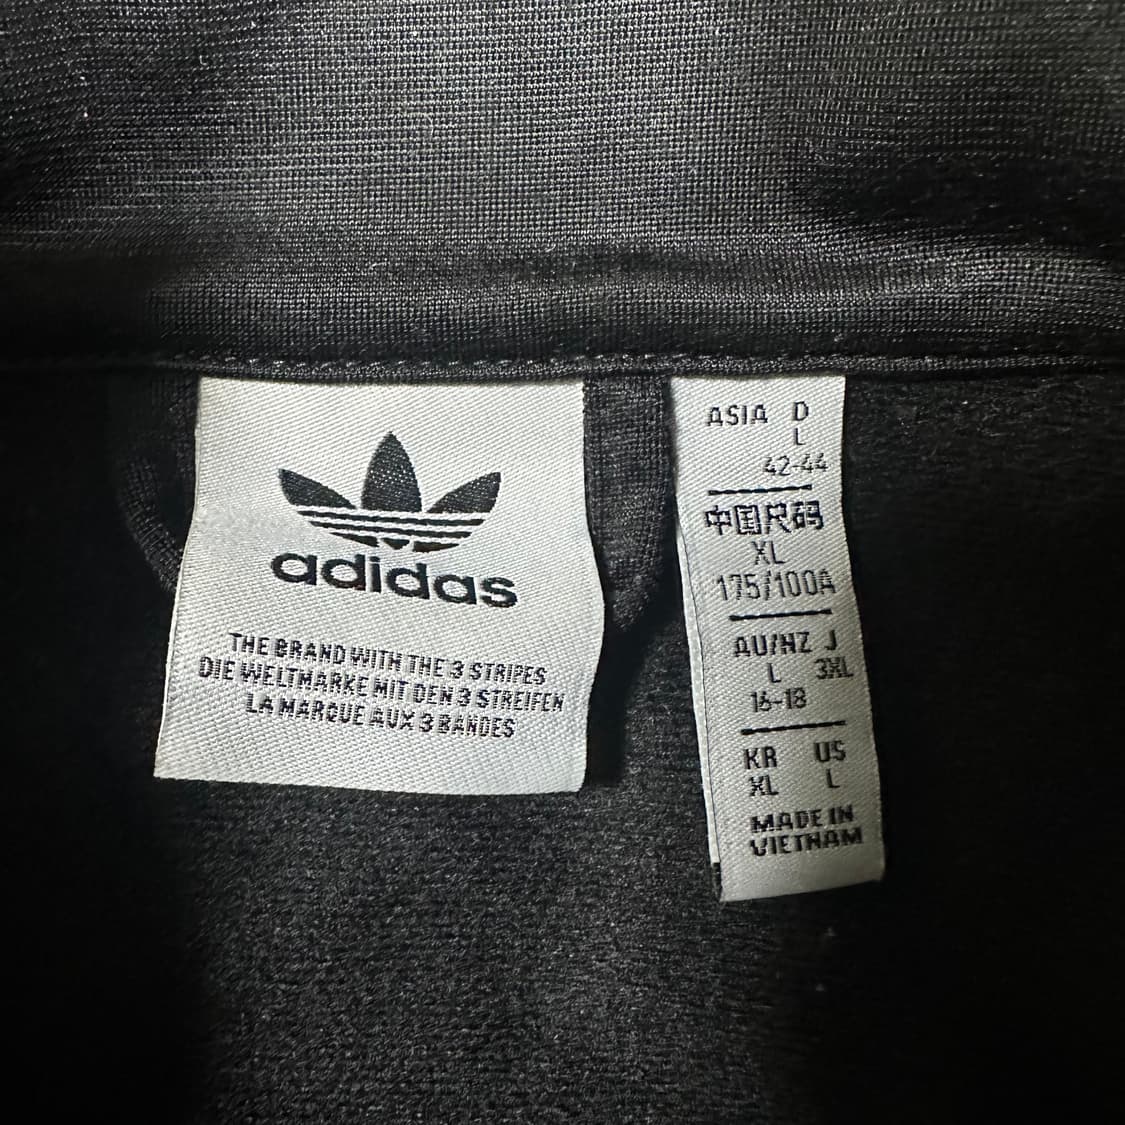 adidas
THE BRAND WITH THE 3 STRIPES
DIE WELTMARKE MIT DEN 3 STREIFEN
LA MARQUE AUX 3 BANDES
ASIA D
L
42-44
中国尺码
XL
175/100A
AU/NZ J
L 3XL
16-18
KR US
XL L
MADE IN
VIETNAM